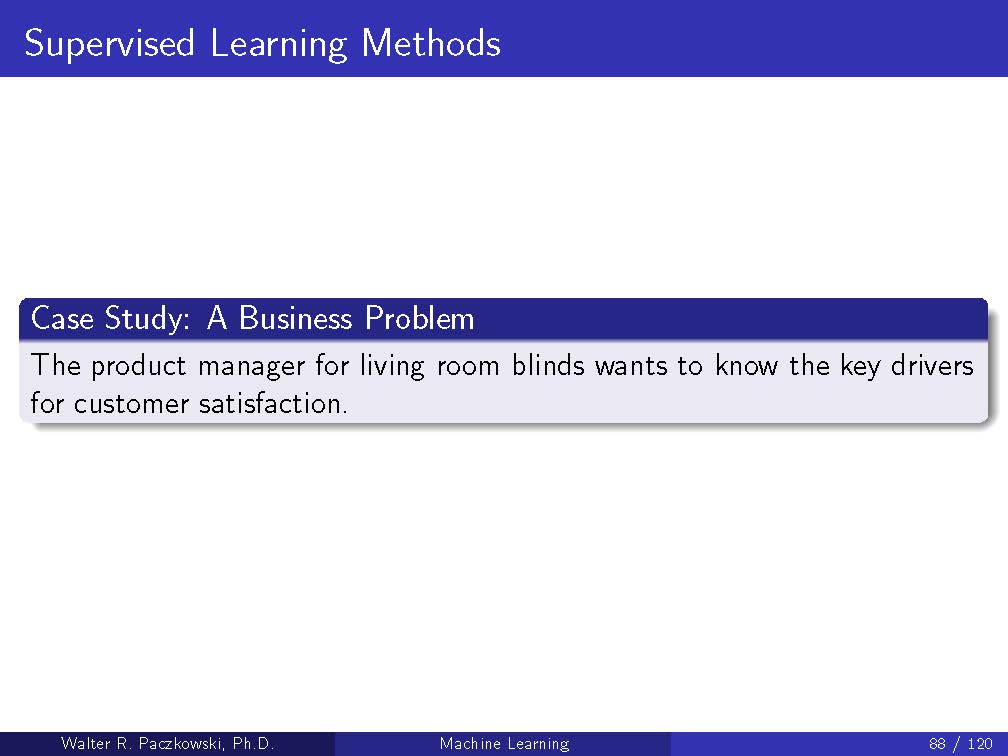 Supervised Learning Methods
Case Study: A Business Problem
The product manager for living room blinds wants to know the key drivers
for customer satisfaction.
Walter R. Paczkowski, Ph.D. Machine Learning 88 / 120